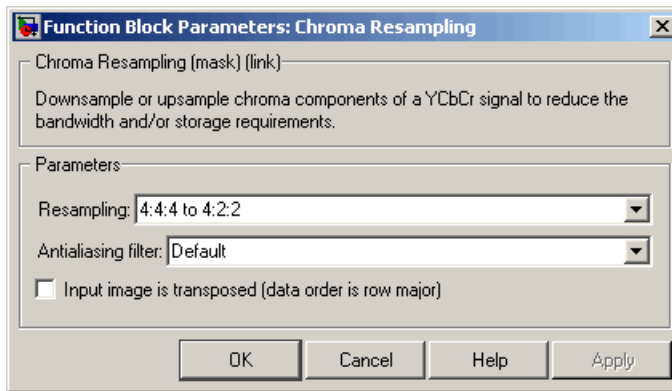 Function Block Parameters: Chroma Resampling
Chroma Resampling (mask) (link)
Downsample or upsample chroma components of a YCbCr signal to reduce the
bandwidth and/or storage requirements.
Parameters
Resampling: 4:4:4 to 4:2:2
Antialiasing filter: Default
Input image is transposed (data order is row major)
OK Cancel Help Apply